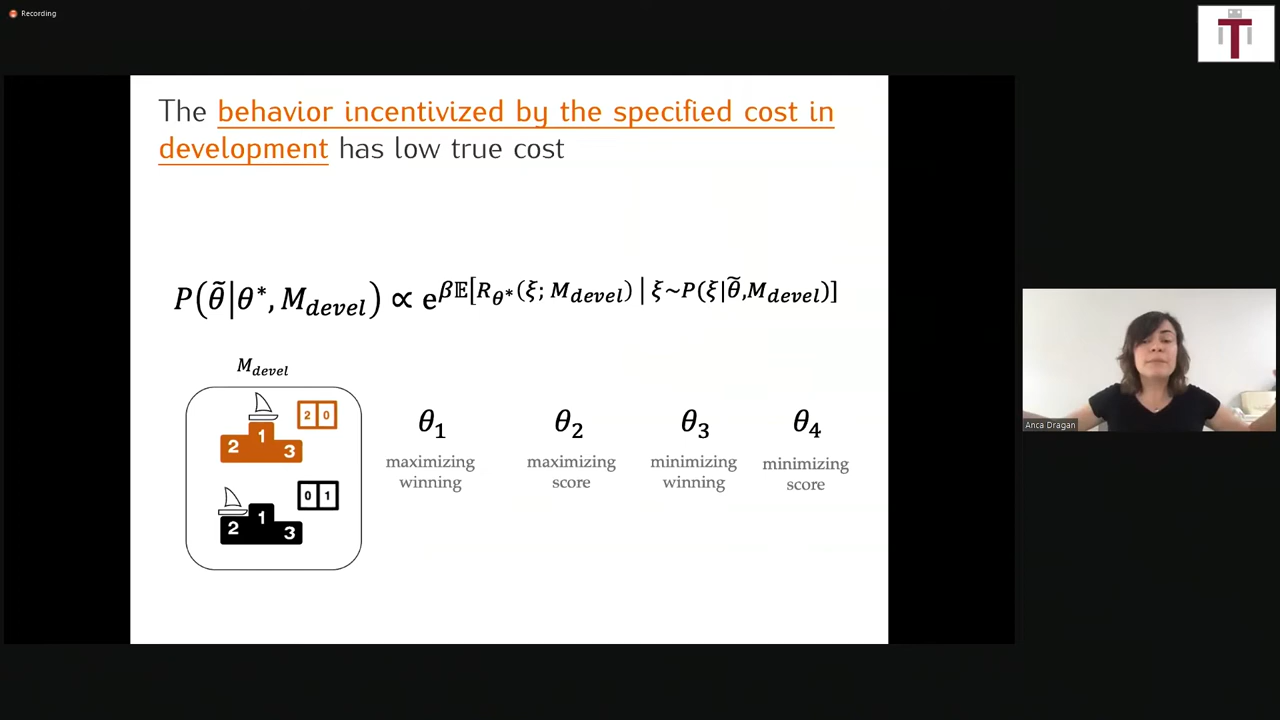 Recording
T
The behavior incentivized by the specified cost in
development has low true cost
P(θ̃|θ*, M_devel) ∝ e^{β𝔼[R_{θ*}(ξ; M_devel) | ξ~P(ξ|θ̃,M_devel)]}
M_devel
2 0
2 1 3
0 1
2 1 3
θ₁ θ₂ θ₃ θ₄
maximizing maximizing minimizing minimizing
winning score winning score
Anca Dragan